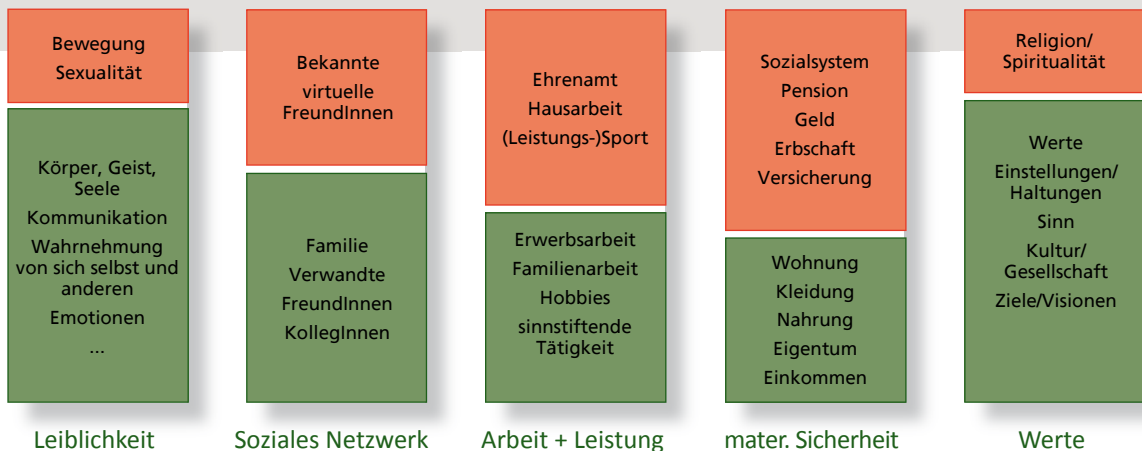 Bewegung
Sexualität
Körper, Geist,
Seele
Kommunikation
Wahrnehmung
von sich selbst und
anderen
Emotionen
...
Leiblichkeit
Bekannte
virtuelle
FreundInnen
Familie
Verwandte
FreundInnen
KollegInnen
Soziales Netzwerk
Ehrenamt
Hausarbeit
(Leistungs-)Sport
Erwerbsarbeit
Familienarbeit
Hobbies
sinnstiftende
Tätigkeit
Arbeit + Leistung
Sozialsystem
Pension
Geld
Erbschaft
Versicherung
Wohnung
Kleidung
Nahrung
Eigentum
Einkommen
mater. Sicherheit
Religion/
Spiritualität
Werte
Einstellungen/
Haltungen
Sinn
Kultur/
Gesellschaft
Ziele/Visionen
Werte